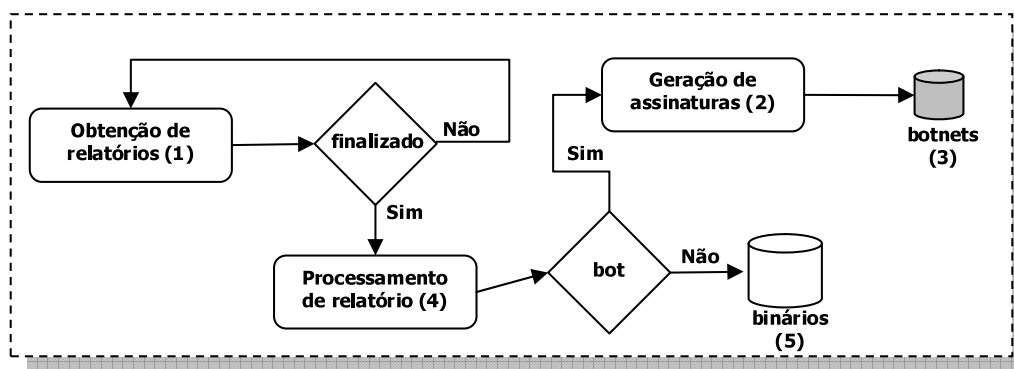 Obtenção de
relatórios (1)
finalizado
Não
Sim
Processamento
de relatório (4)
bot
Sim
Não
Geração de
assinaturas (2)
botnets
(3)
binários
(5)